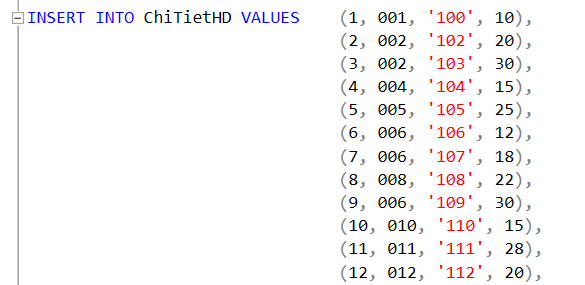 INSERT INTO ChiTietHD VALUES (1, 001, '100', 10),
(2, 002, '102', 20),
(3, 002, '103', 30),
(4, 004, '104', 15),
(5, 005, '105', 25),
(6, 006, '106', 12),
(7, 006, '107', 18),
(8, 008, '108', 22),
(9, 006, '109', 30),
(10, 010, '110', 15),
(11, 011, '111', 28),
(12, 012, '112', 20),